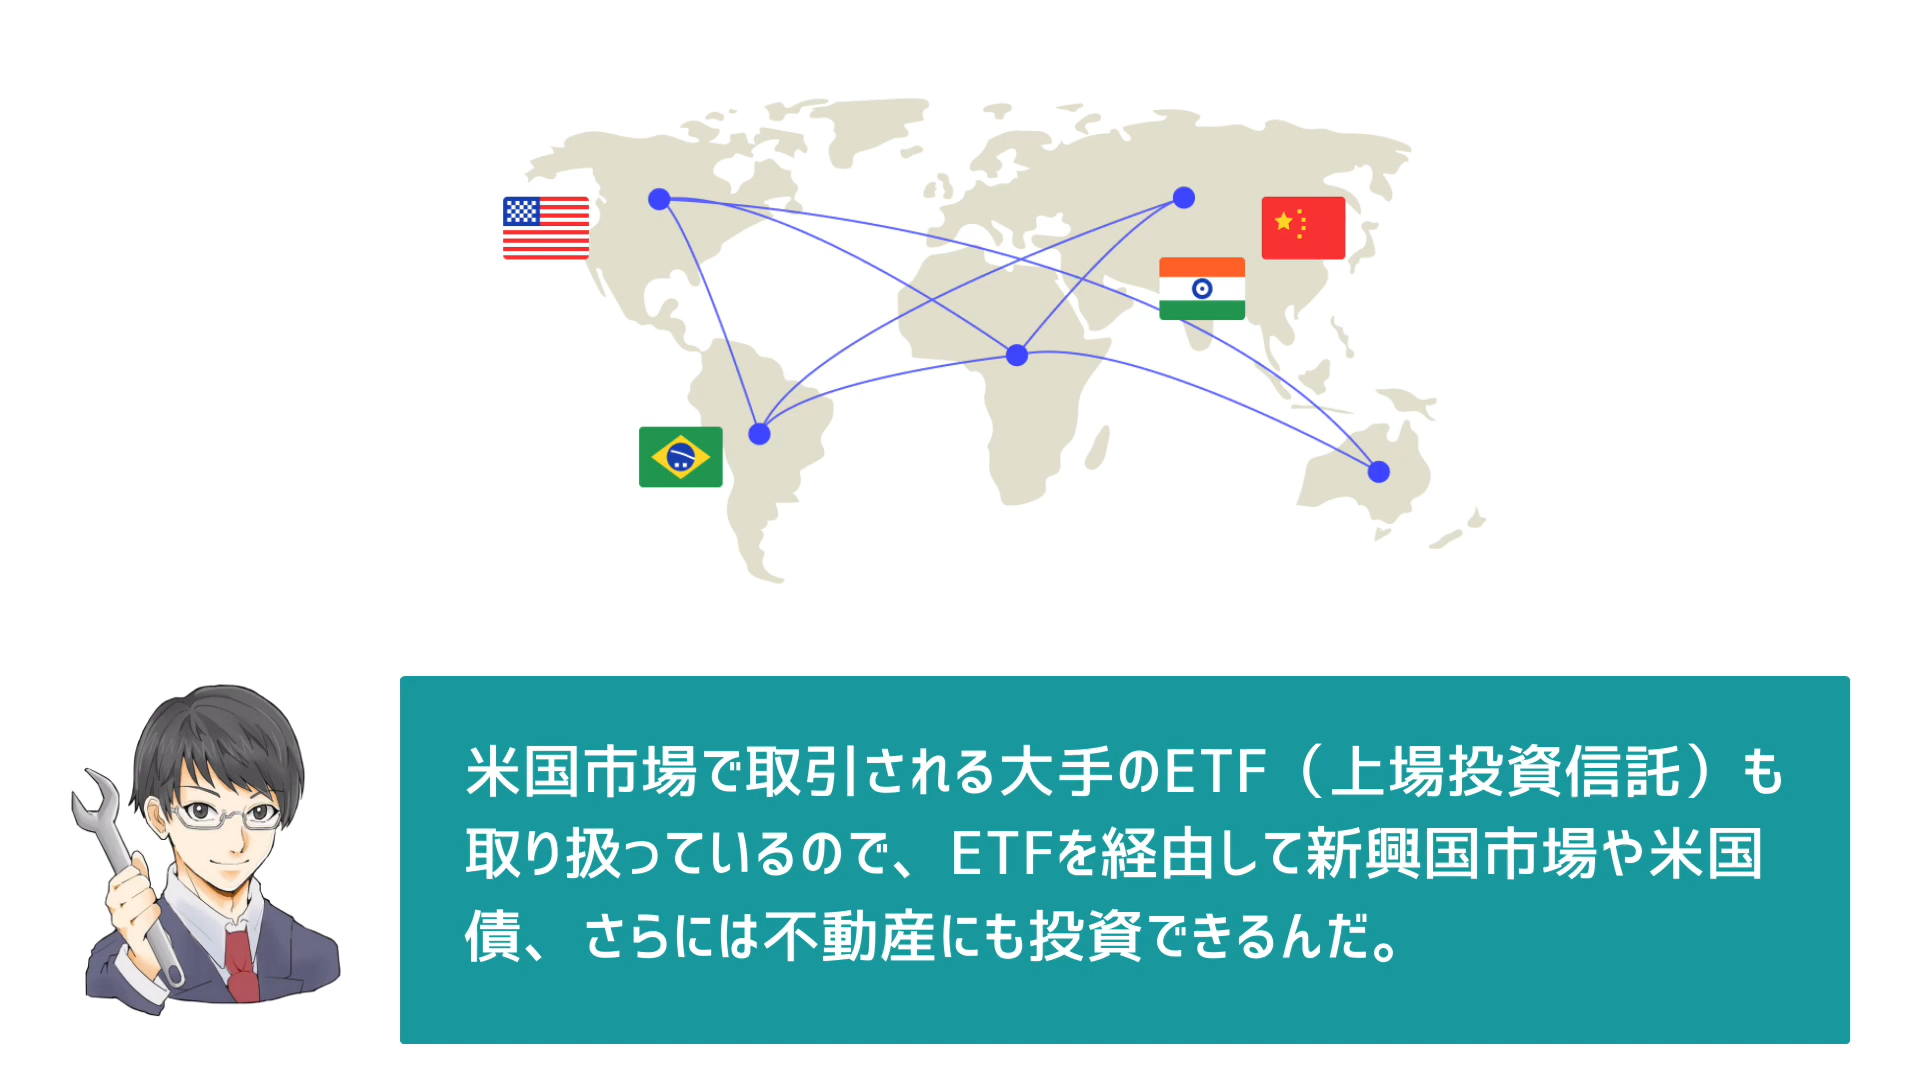 米国市場で取引される大手のETF（上場投資信託）も
取り扱っているので、ETFを経由して新興国市場や米国
債、さらには不動産にも投資できるんだ。